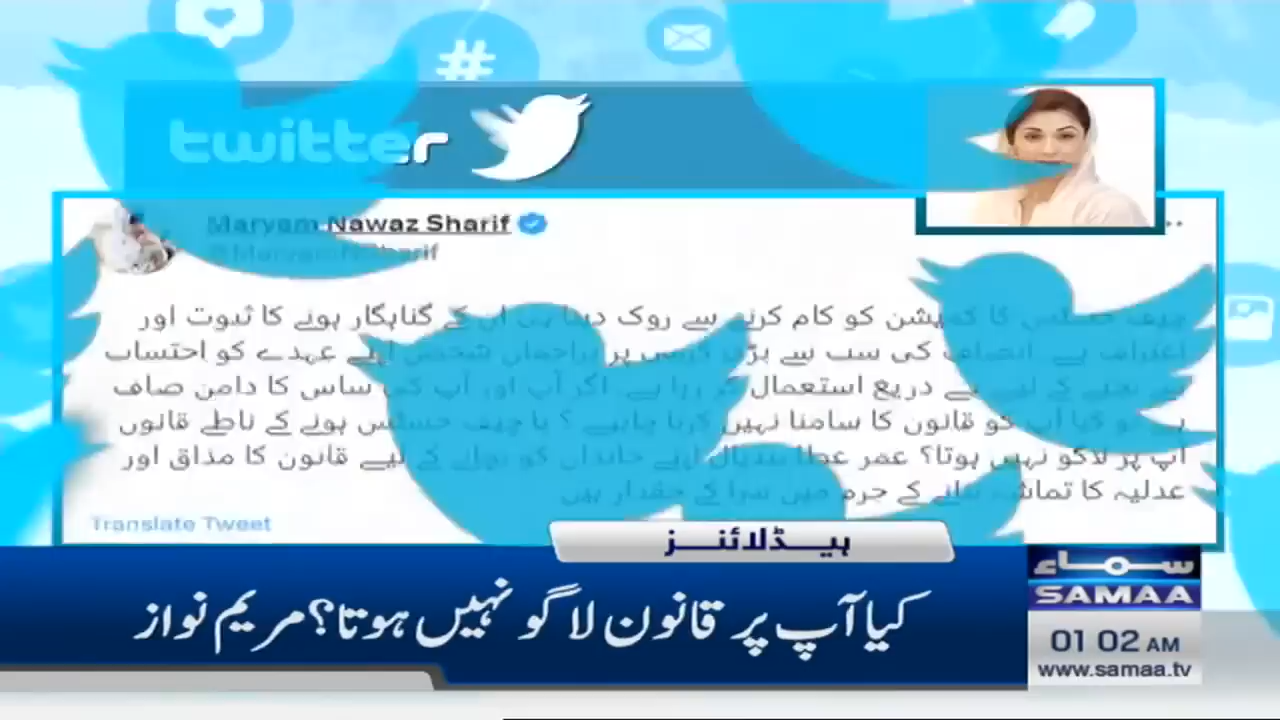 twitter
Maryam Nawaz Sharif
@MaryamNSharif
چیف جسٹس کا کمیشن کو کام کرنے سے روک دینا ہی ان کے گناہگار ہونے کا ثبوت اور
اعتراف ہے۔ انصاف کی سب سے بڑی کرسی پر براجمان شخص اپنے عہدے کو احتساب
سے بچنے کے لیے بے دریغ استعمال کر رہا ہے۔ اگر آپ اور آپ کی ساس کا دامن صاف
ہے تو کیا آپ کو قانون کا سامنا نہیں کرنا چاہیے ؟ یا چیف جسٹس ہونے کے ناطے قانون
آپ پر لاگو نہیں ہوتا؟ عمر عطا بندیال اپنے خاندان کو بچانے کے لیے قانون کا مذاق اور
عدلیہ کا تماشہ بنانے کے جرم میں سزا کے حقدار ہیں
Translate Tweet
ہیڈلائنز
کیا آپ پر قانون لاگو نہیں ہوتا؟ مریم نواز
سماء
SAMAA
01 02 AM
www.samaa.tv